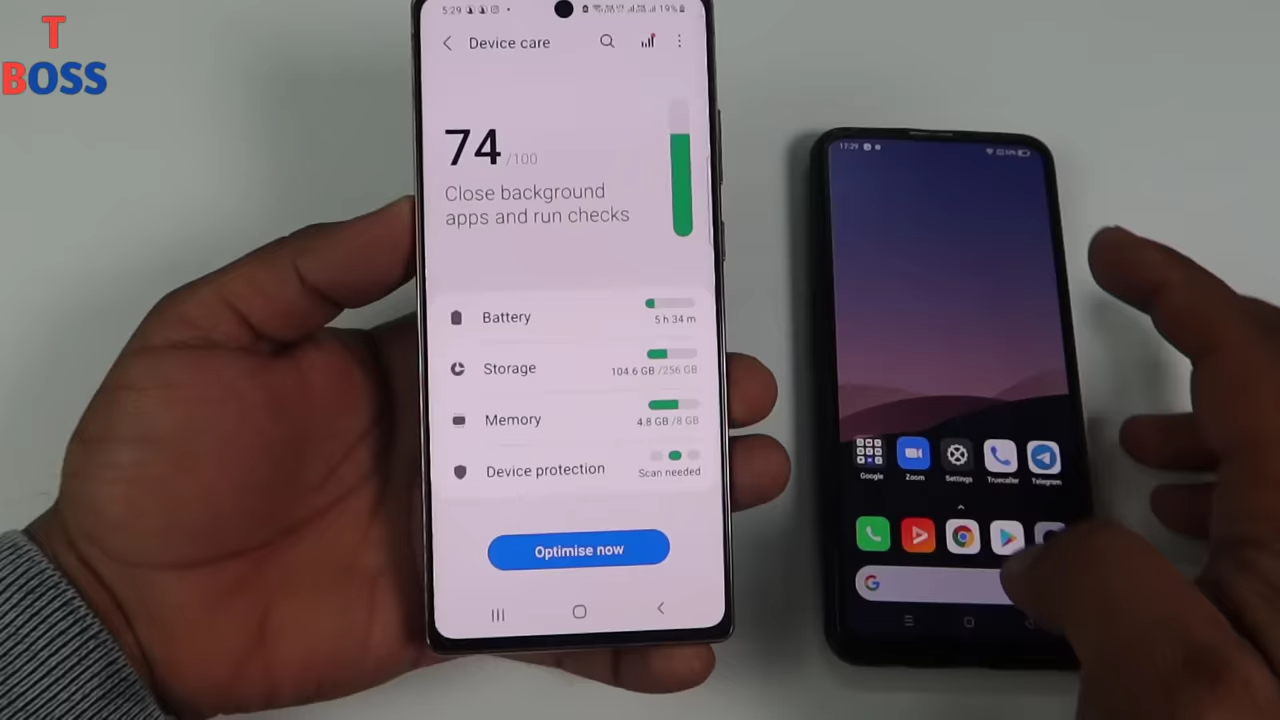 T
BOSS
5:29
19%
Device care
74 /100
Close background
apps and run checks
Battery
5 h 34 m
Storage
104.6 GB /256 GB
Memory
4.8 GB /8 GB
Device protection
Scan needed
Optimise now
17:29
Google
Zoom
Settings
Truecaller
Telegram
G